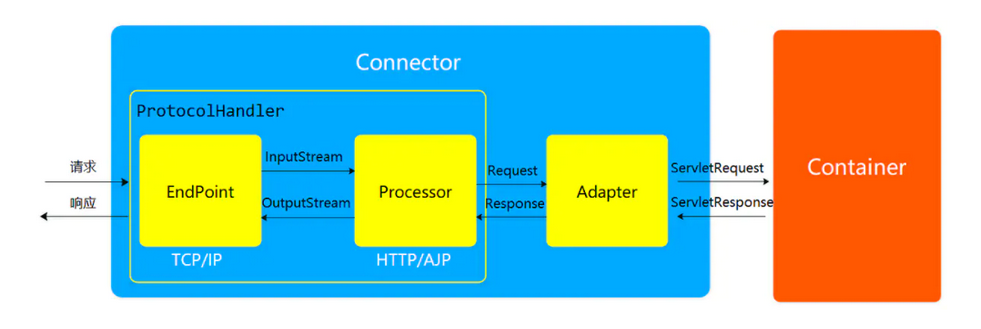 Connector
ProtocolHandler
请求
响应
EndPoint
TCP/IP
InputStream
OutputStream
Processor
HTTP/AJP
Request
Response
Adapter
ServletRequest
ServletResponse
Container